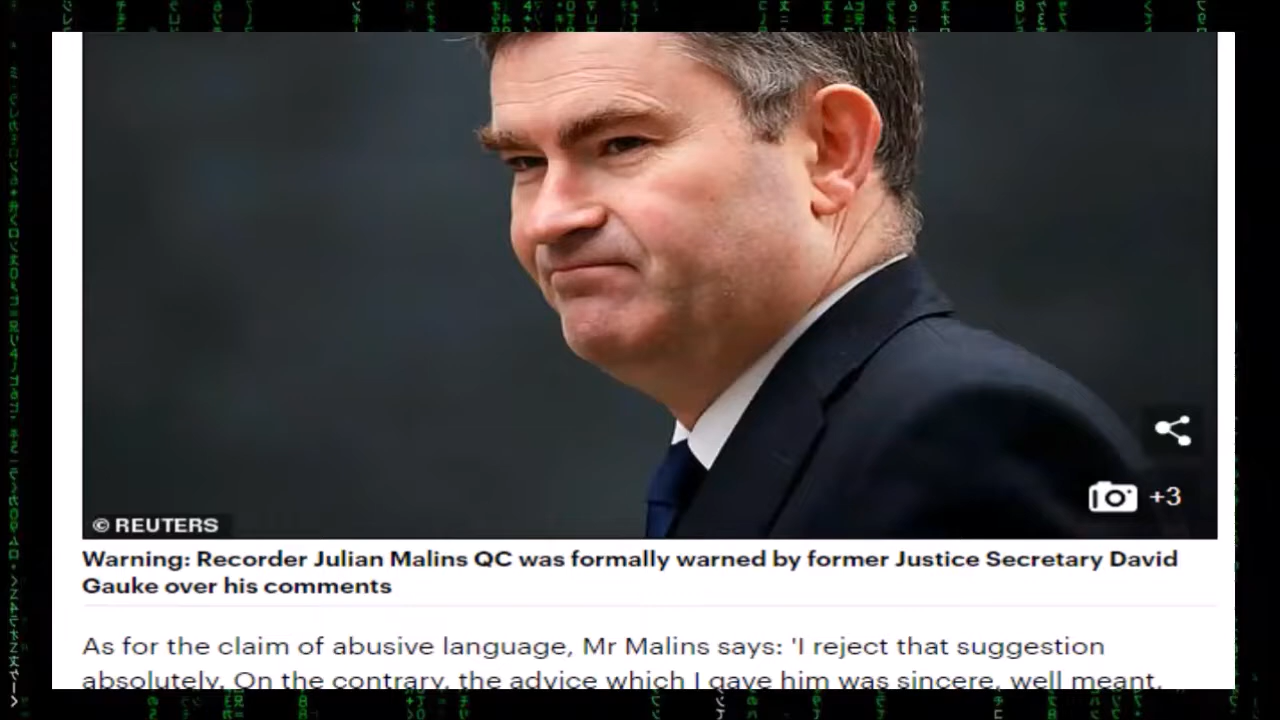 +3
© REUTERS
Warning: Recorder Julian Malins QC was formally warned by former Justice Secretary David
Gauke over his comments
As for the claim of abusive language, Mr Malins says: 'I reject that suggestion
absolutely. On the contrary, the advice which I gave him was sincere, well meant,